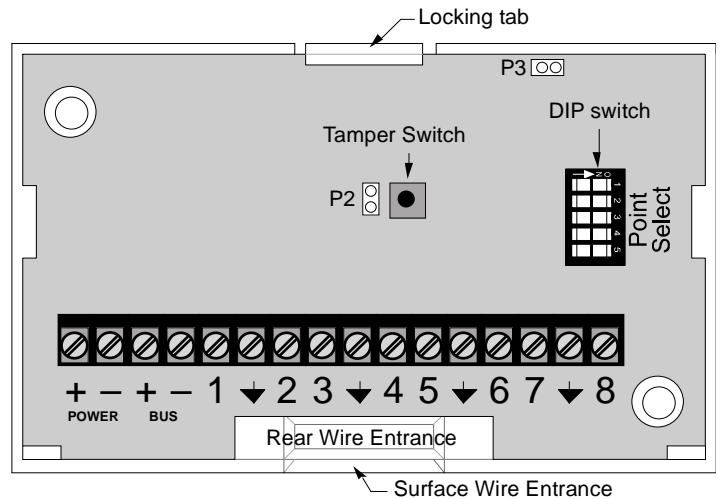 Locking tab
P3
DIP switch
Tamper Switch
P2
ON
1
2
3
4
5
Point
Select
+ − + − 1 2 3 4 5 6 7 8
POWER BUS
Rear Wire Entrance
Surface Wire Entrance